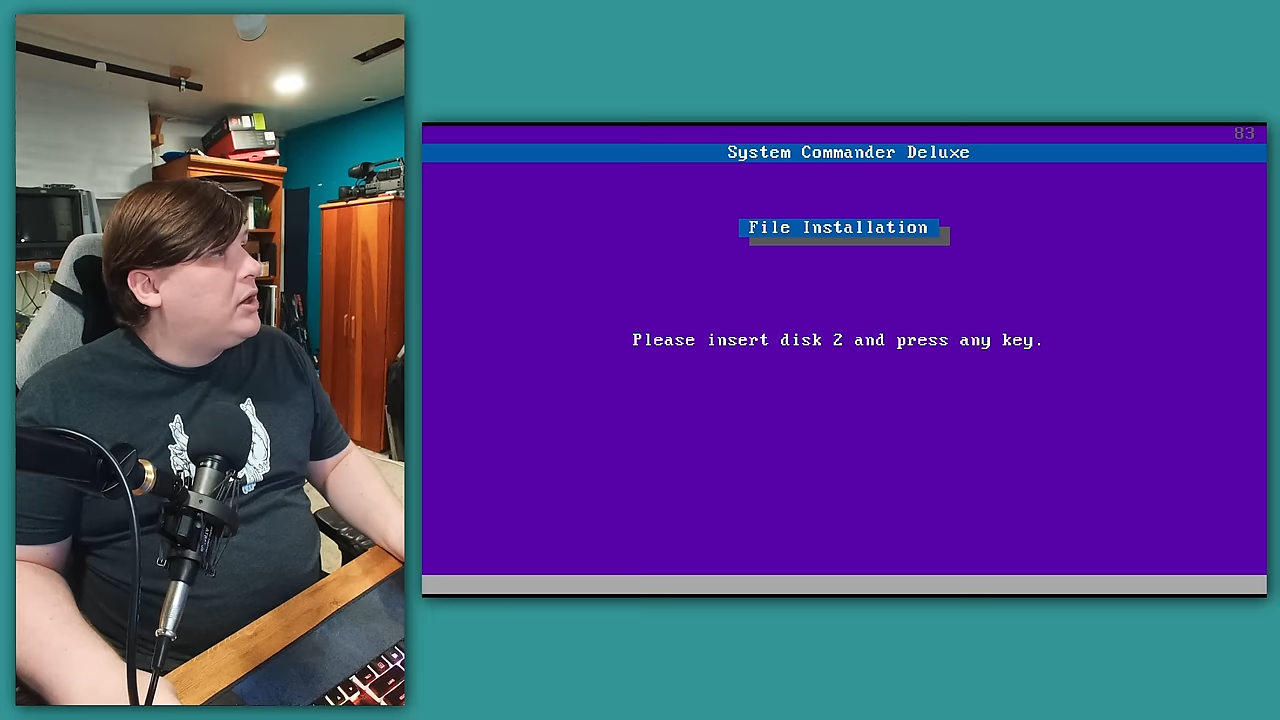 83
System Commander Deluxe
File Installation
Please insert disk 2 and press any key.